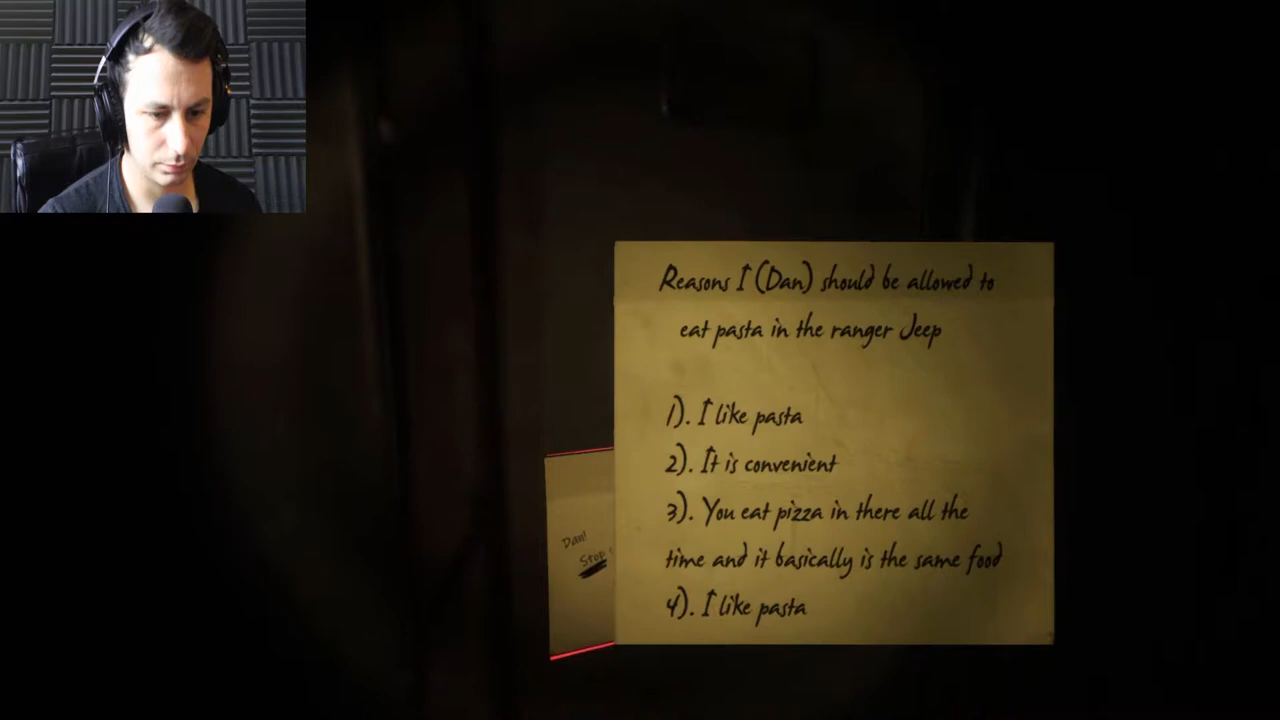 Reasons I (Dan) should be allowed to
eat pasta in the ranger Jeep
1). I like pasta
2). It is convenient
3). You eat pizza in there all the
time and it basically is the same food
4). I like pasta
Dan!
Stop